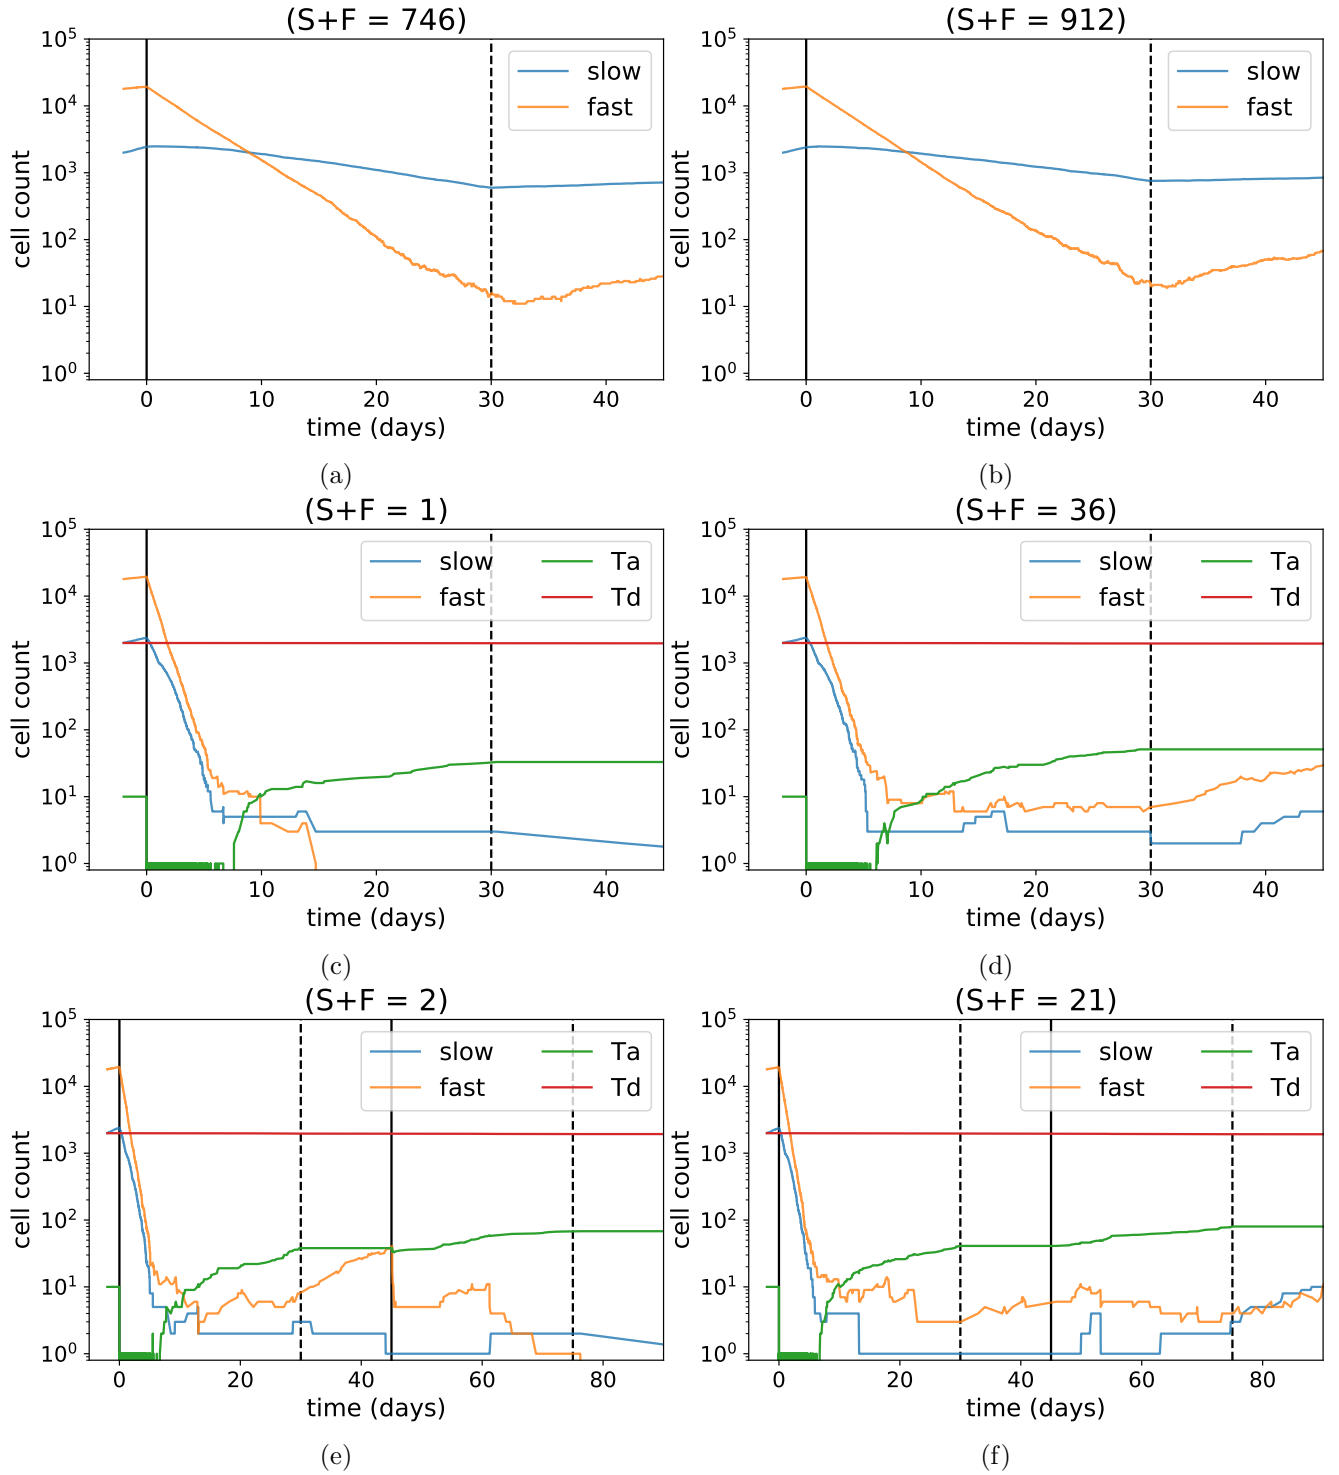 (S+F = 746)
cell count
10^5
10^4
10^3
10^2
10^1
10^0
slow
fast
0 10 20 30 40
time (days)
(a)
(S+F = 912)
cell count
10^5
10^4
10^3
10^2
10^1
10^0
slow
fast
0 10 20 30 40
time (days)
(b)
(S+F = 1)
cell count
10^5
10^4
10^3
10^2
10^1
10^0
slow Ta
fast Td
0 10 20 30 40
time (days)
(c)
(S+F = 36)
cell count
10^5
10^4
10^3
10^2
10^1
10^0
slow Ta
fast Td
0 10 20 30 40
time (days)
(d)
(S+F = 2)
cell count
10^5
10^4
10^3
10^2
10^1
10^0
slow Ta
fast Td
0 20 40 60 80
time (days)
(e)
(S+F = 21)
cell count
10^5
10^4
10^3
10^2
10^1
10^0
slow Ta
fast Td
0 20 40 60 80
time (days)
(f)